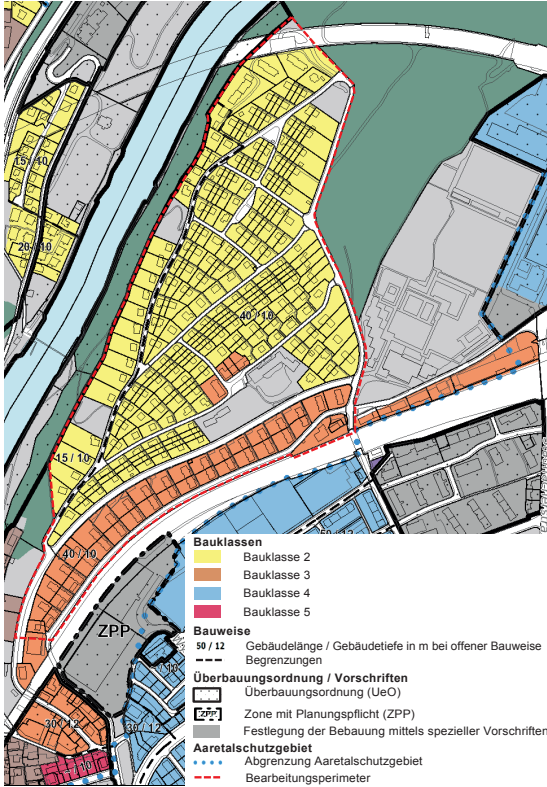 15 / 10
20 / 10
40 / 10
15 / 10
40 / 10
ZPP
50 / 12
30 / 12
30 / 12
Bauklassen
Bauklasse 2
Bauklasse 3
Bauklasse 4
Bauklasse 5
Bauweise
50 / 12 Gebäudelänge / Gebäudetiefe in m bei offener Bauweise
Begrenzungen
Überbauungsordnung / Vorschriften
Überbauungsordnung (UeO)
ZPP Zone mit Planungspflicht (ZPP)
Festlegung der Bebauung mittels spezieller Vorschriften
Aaretalschutzgebiet
Abgrenzung Aaretalschutzgebiet
Bearbeitungsperimeter